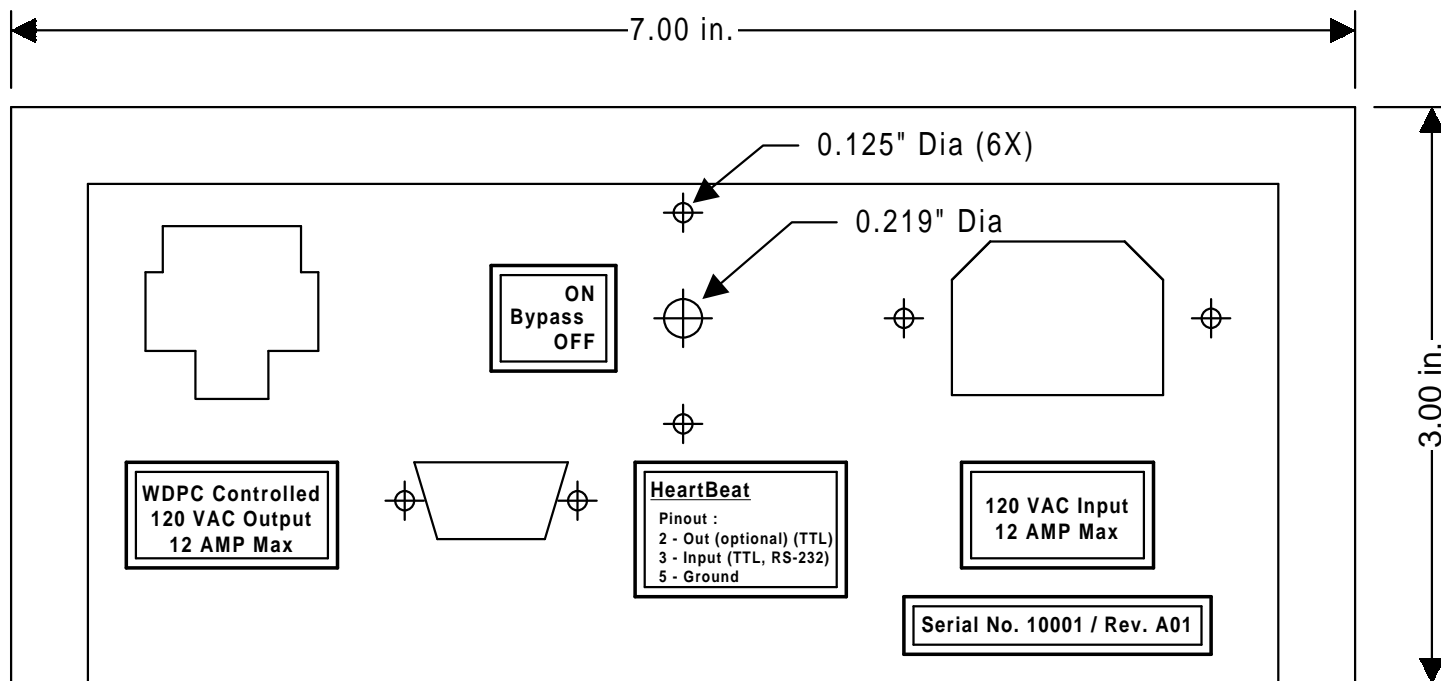 7.00 in.
0.125" Dia (6X)
0.219" Dia
3.00 in.
ON
Bypass
OFF
WDPC Controlled
120 VAC Output
12 AMP Max
HeartBeat
Pinout :
2 - Out (optional) (TTL)
3 - Input (TTL, RS-232)
5 - Ground
120 VAC Input
12 AMP Max
Serial No. 10001 / Rev. A01